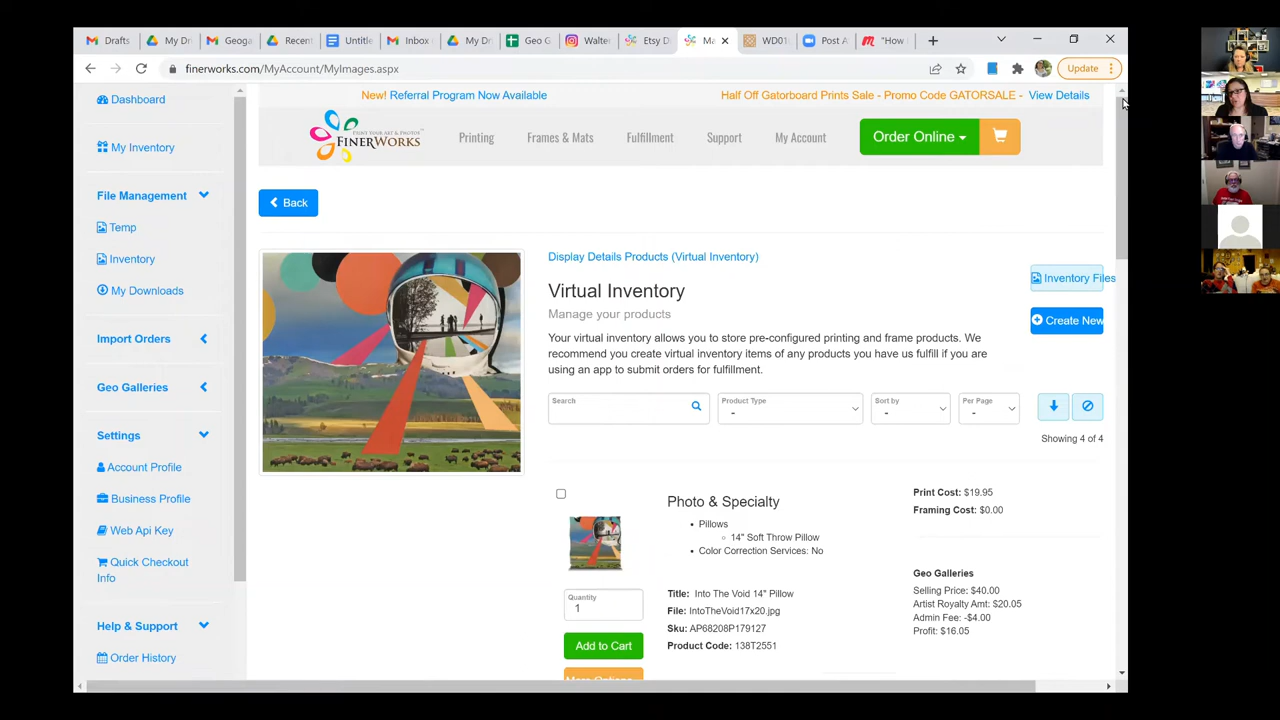 Drafts
My Dr
Geoga
Recent
Untitle
Inbox
My Dr
Geo G
Walter
Etsy D
Ma
WD01
Post A
"How
finerworks.com/MyAccount/MyImages.aspx
Update
Dashboard
My Inventory
File Management
Temp
Inventory
My Downloads
Import Orders
Geo Galleries
Settings
Account Profile
Business Profile
Web Api Key
Quick Checkout
Info
Help & Support
Order History
New! Referral Program Now Available
Half Off Gatorboard Prints Sale - Promo Code GATORSALE - View Details
PRINT YOUR ART & PHOTOS
FINERWORKS
Printing
Frames & Mats
Fulfillment
Support
My Account
Order Online
Back
Display Details Products (Virtual Inventory)
Virtual Inventory
Manage your products
Inventory Files
Create New
Your virtual inventory allows you to store pre-configured printing and frame products. We
recommend you create virtual inventory items of any products you have us fulfill if you are
using an app to submit orders for fulfillment.
Search
Product Type
-
Sort by
-
Per Page
-
Showing 4 of 4
Photo & Specialty
Pillows
14" Soft Throw Pillow
Color Correction Services: No
Print Cost: $19.95
Framing Cost: $0.00
Quantity
1
Add to Cart
More Options
Title: Into The Void 14" Pillow
File: IntoTheVoid17x20.jpg
Sku: AP68208P179127
Product Code: 138T2551
Geo Galleries
Selling Price: $40.00
Artist Royalty Amt: $20.05
Admin Fee: -$4.00
Profit: $16.05